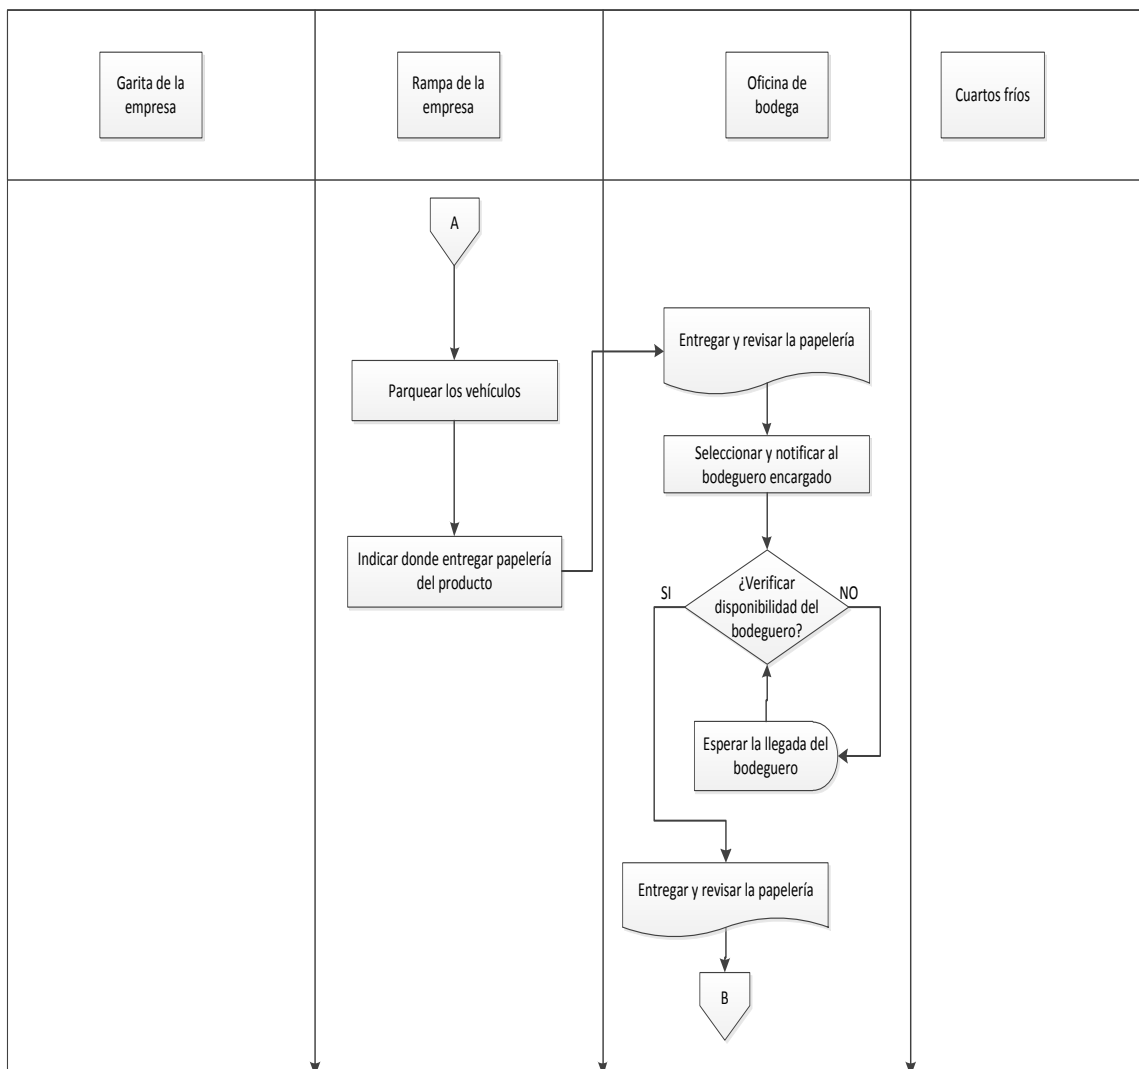 Garita de la
empresa
Rampa de la
empresa
Oficina de
bodega
Cuartos fríos
A
Parquear los vehículos
Indicar donde entregar papelería
del producto
Entregar y revisar la papelería
Seleccionar y notificar al
bodeguero encargado
¿Verificar
disponibilidad del
bodeguero?
SI
NO
Esperar la llegada del
bodeguero
Entregar y revisar la papelería
B